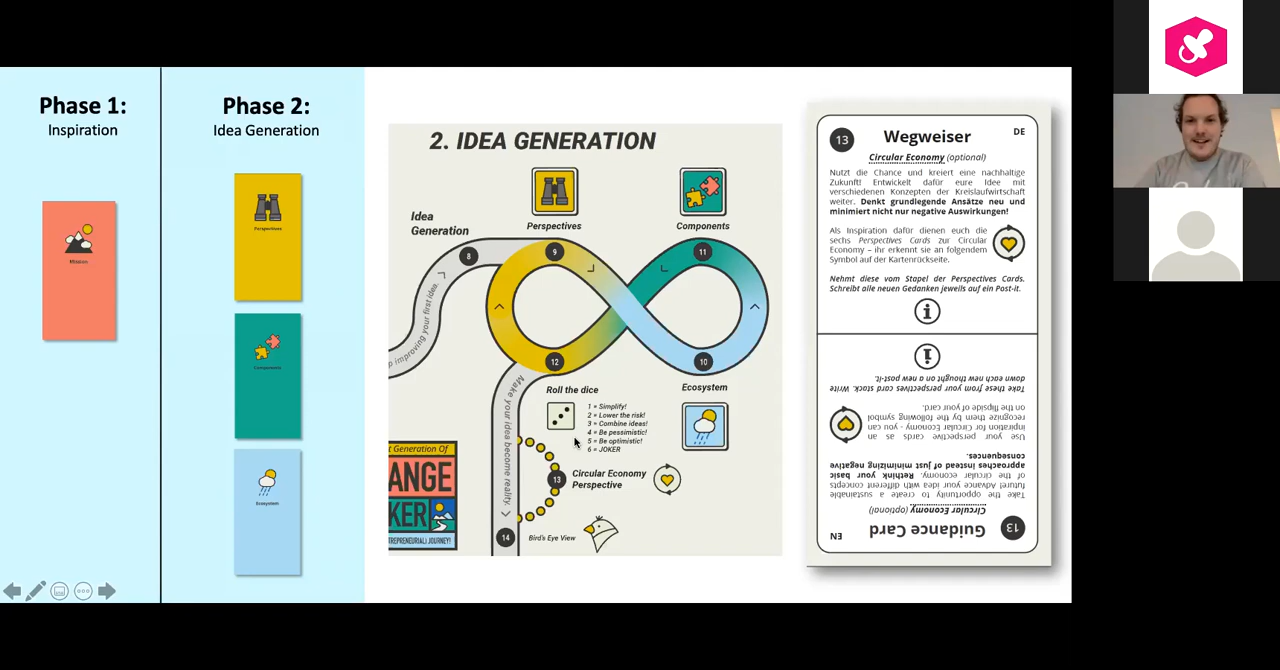 Phase 1:
Inspiration
Mission
Phase 2:
Idea Generation
Perspectives
Components
Ecosystem
2. IDEA GENERATION
Idea
Generation
Perspectives
Components
8
9
11
12
10
improving your first idea.
Make your idea become reality.
Roll the dice
1 = Simplify!
2 = Lower the risk!
3 = Combine ideas!
4 = Be pessimistic!
5 = Be optimistic!
6 = JOKER
Ecosystem
13
Circular Economy
Perspective
14
Bird's Eye View
t Generation Of
ANGE
KER
REPRENEURIAL) JOURNEY!
13
Wegweiser
DE
Circular Economy (optional)
Nutzt die Chance und kreiert eine nachhaltige
Zukunft! Entwickelt dafür eure Idee mit
verschiedenen Konzepten der Kreislaufwirtschaft
weiter. Denkt grundlegende Ansätze neu und
minimiert nicht nur negative Auswirkungen!
Als Inspiration dafür dienen euch die
sechs Perspectives Cards zur Circular
Economy – ihr erkennt sie an folgendem
Symbol auf der Kartenrückseite.
Nehmt diese vom Stapel der Perspectives Cards.
Schreibt alle neuen Gedanken jeweils auf ein Post-it.
13
Guidance Card
EN
Circular Economy (optional)
Take the opportunity to create a sustainable
future! Advance your idea with different concepts
of the circular economy. Rethink your basic
approaches instead of just minimizing negative
consequences.
Use your perspective cards as an
inspiration for Circular Economy - you can
recognize them by the following symbol
on the flipside of your card.
Take these from your perspectives card stack. Write
down each new thought on a new post-it.